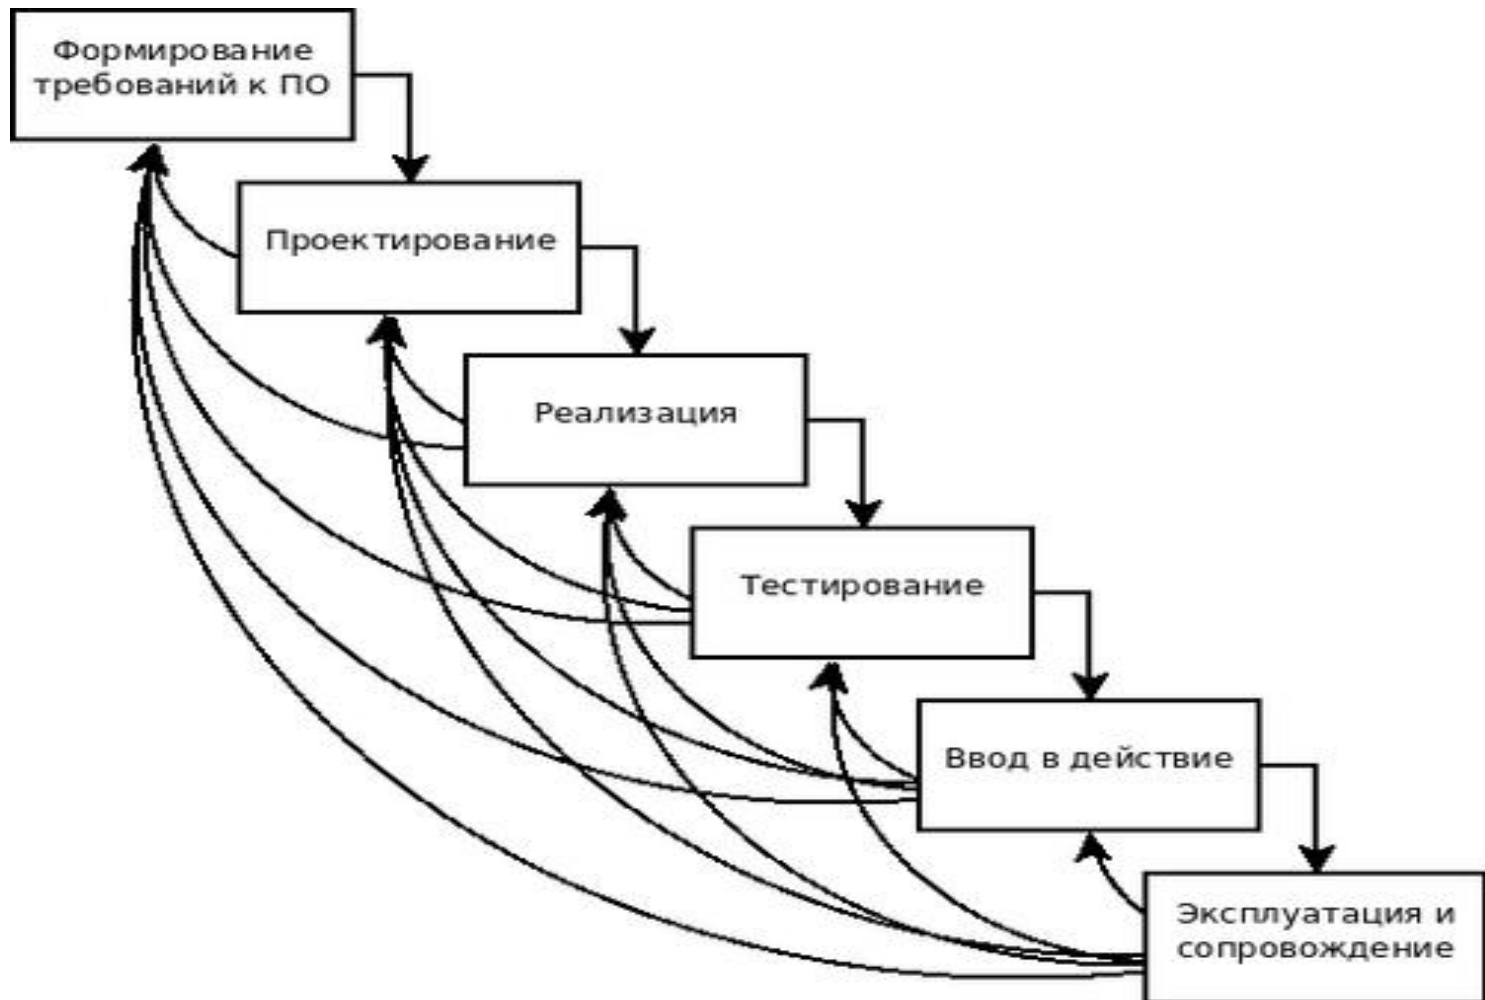 Формирование
требований к ПО
Проектирование
Реализация
Тестирование
Ввод в действие
Эксплуатация и
сопровождение